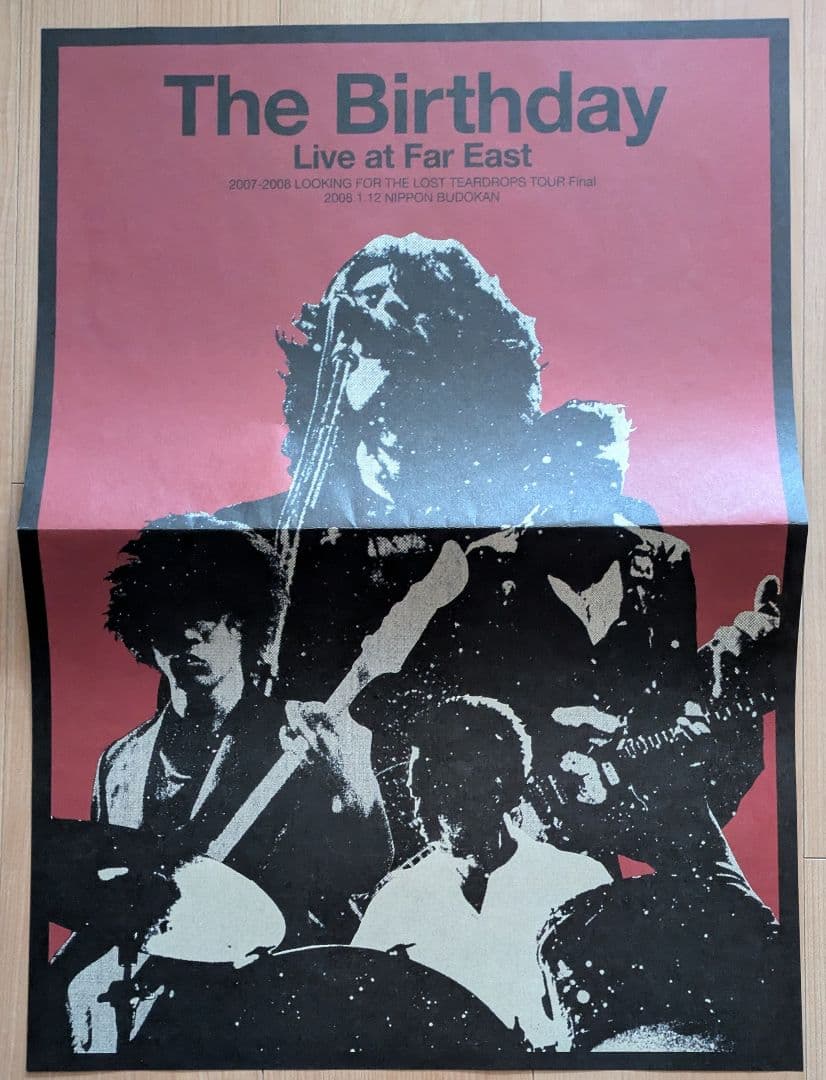 The Birthday
Live at Far East
2007-2008 LOOKING FOR THE LOST TEARDROPS TOUR Final
2008.1.12 NIPPON BUDOKAN